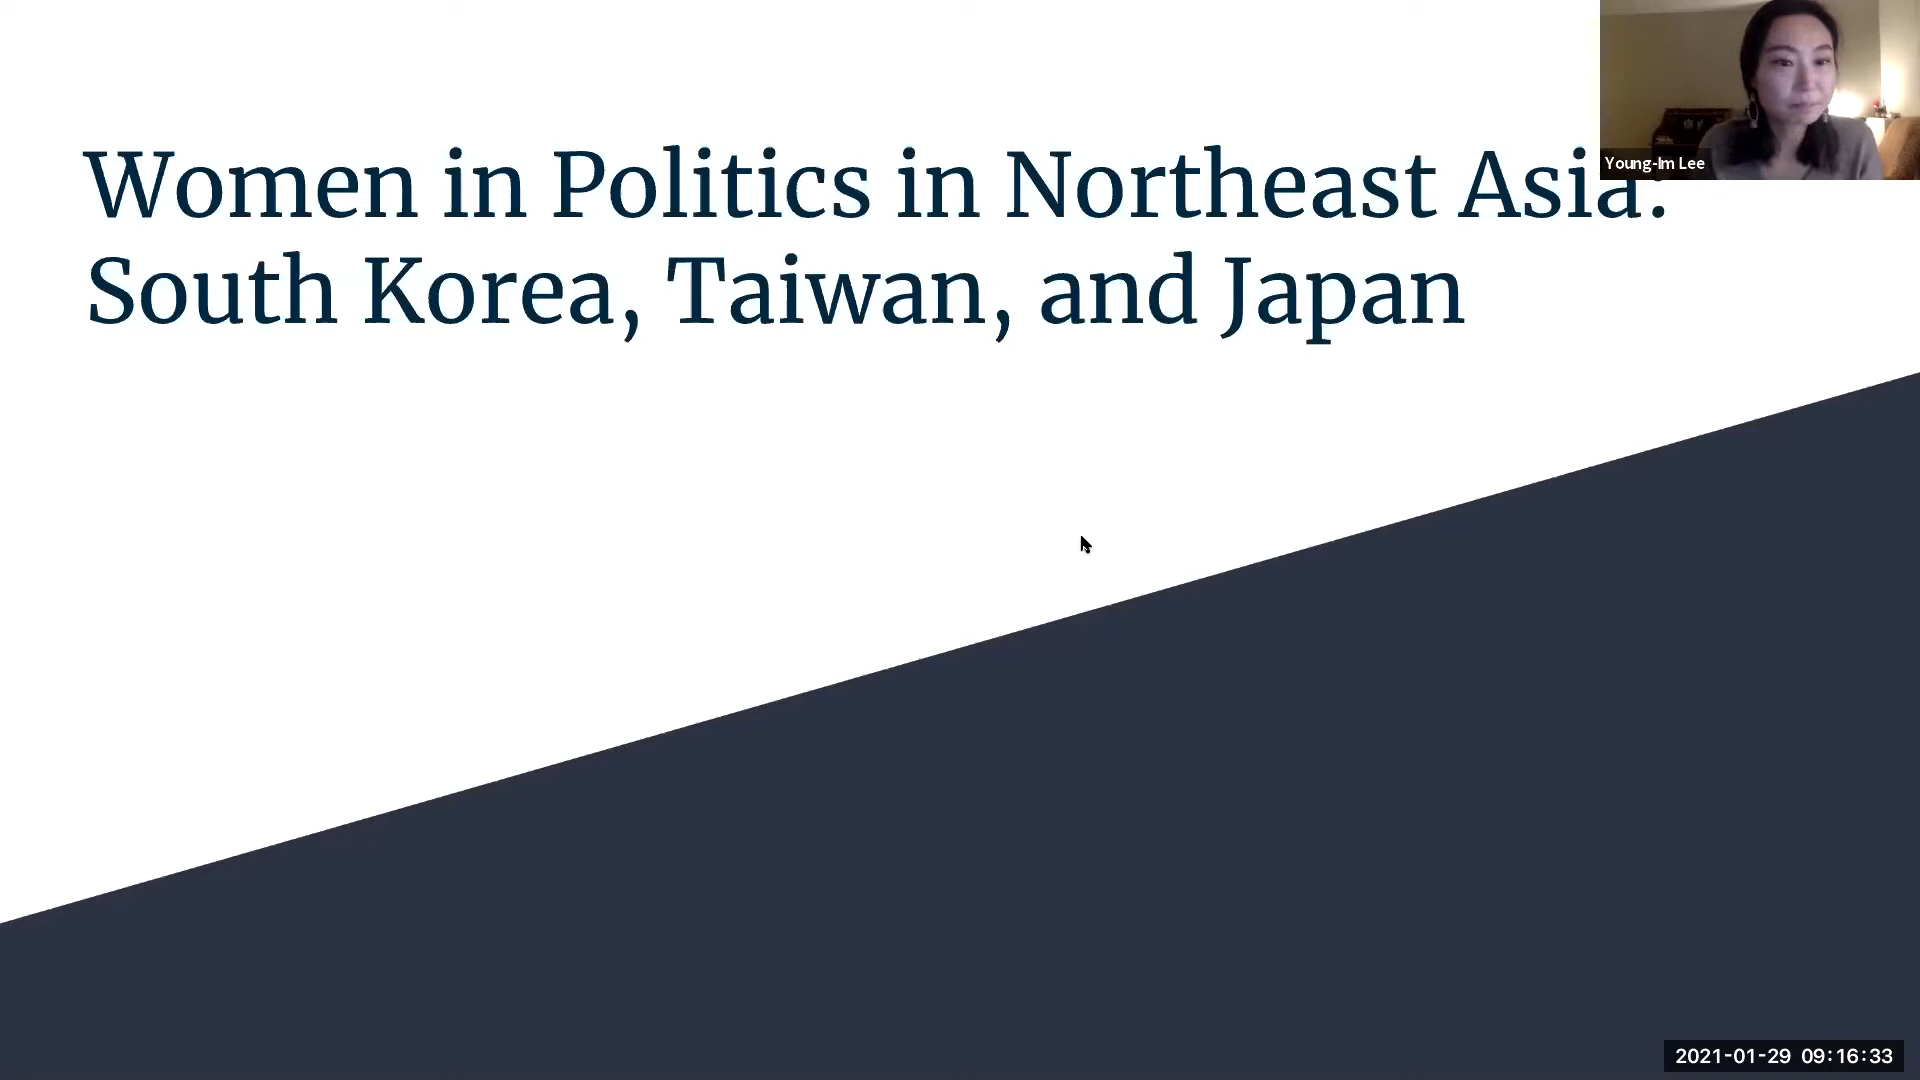 Women in Politics in Northeast Asia:
South Korea, Taiwan, and Japan
Young-Im Lee
2021-01-29 09:16:33